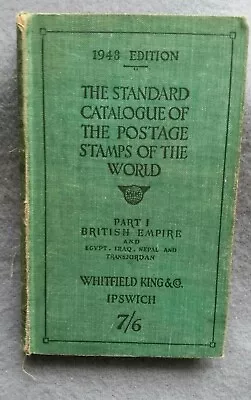 1948 EDITION
THE STANDARD
CATALOGUE OF
THE POSTAGE
STAMPS OF THE
WORLD
PART I
BRITISH EMPIRE
AND
EGYPT, IRAQ, NEPAL AND
TRANSJORDAN
WHITFIELD KING & CO.
IPSWICH
7/6